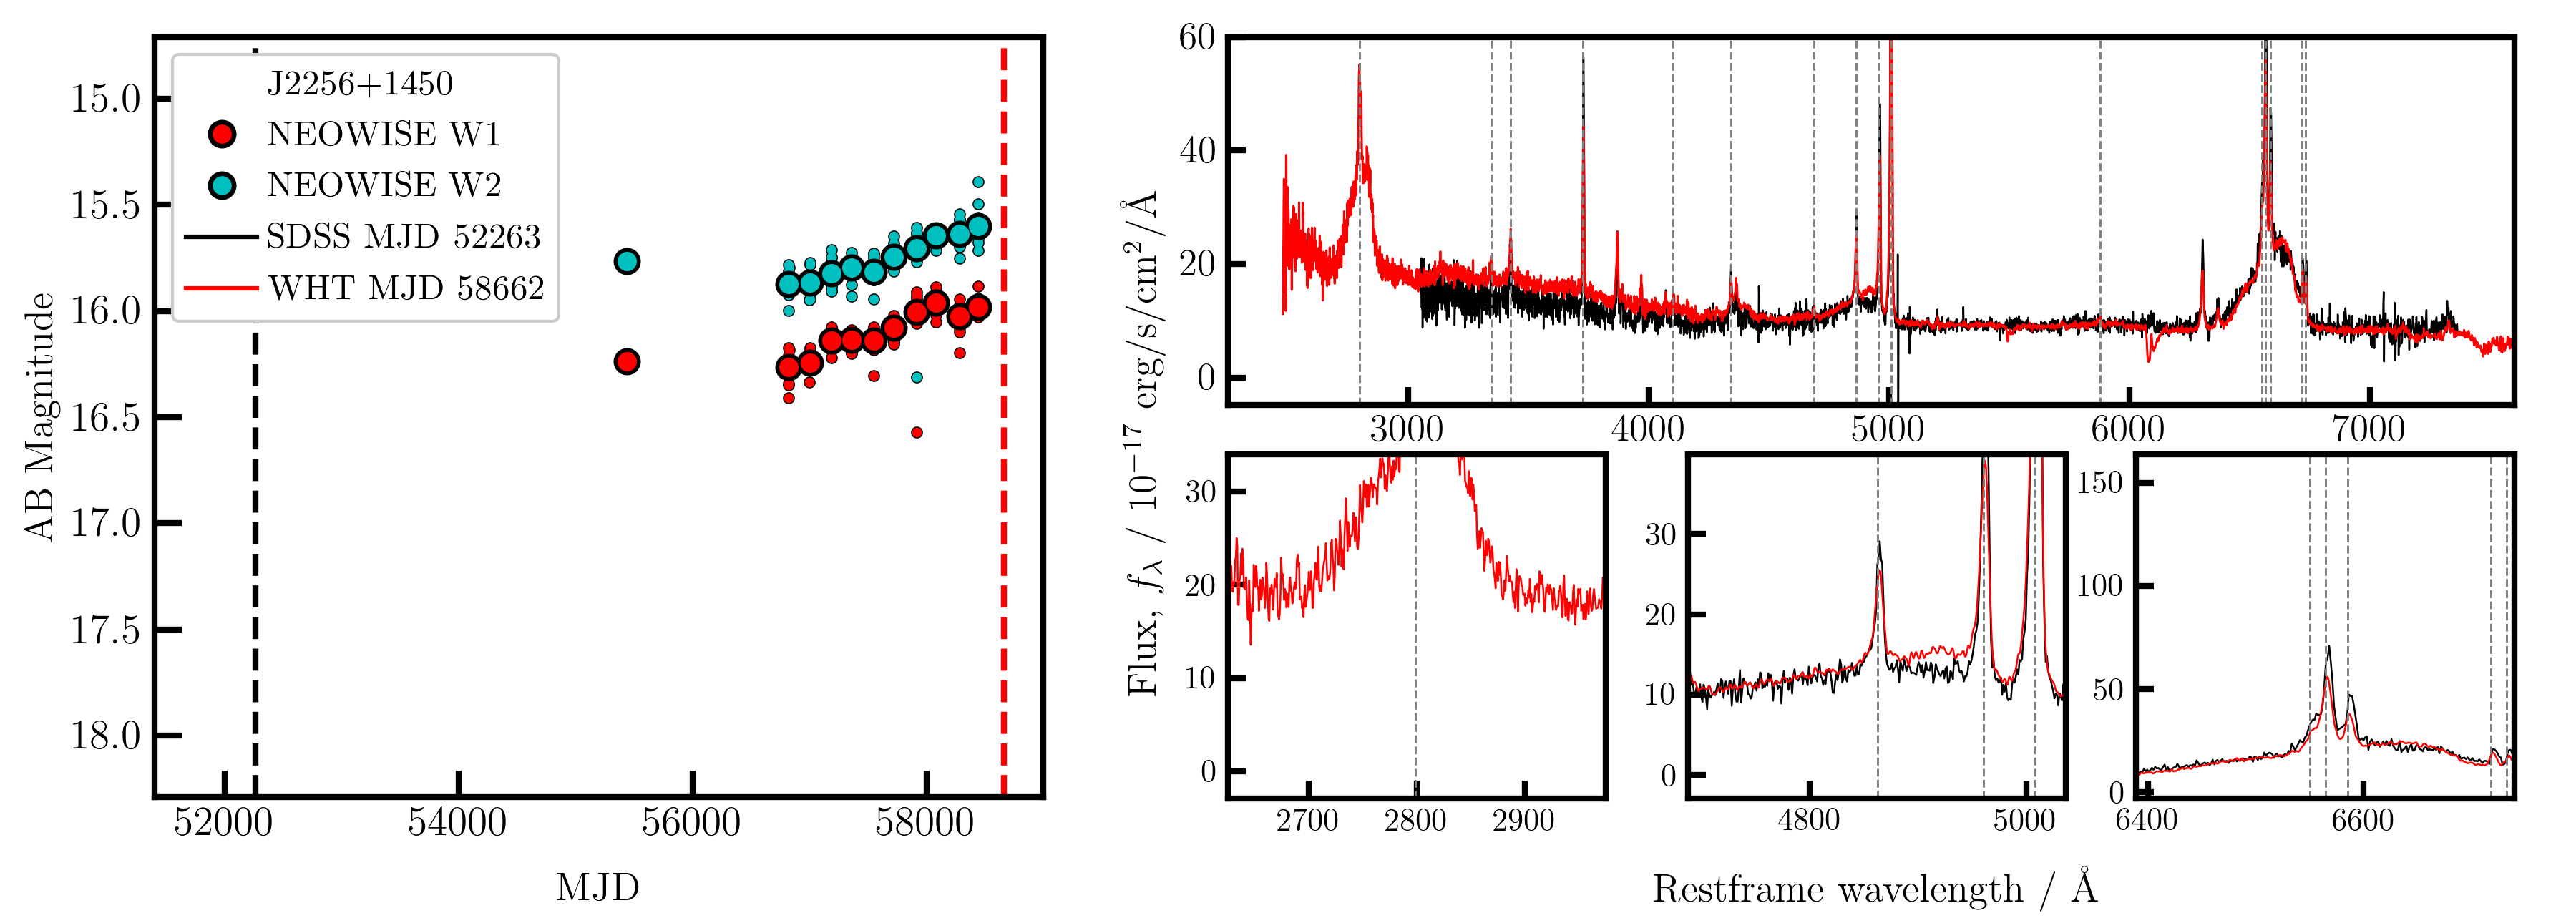 J2256+1450
NEOWISE W1
NEOWISE W2
SDSS MJD 52263
WHT MJD 58662
AB Magnitude
15.0
15.5
16.0
16.5
17.0
17.5
18.0
52000 54000 56000 58000
MJD
Flux, fλ / 10⁻¹⁷ erg/s/cm²/Å
60
40
20
0
3000 4000 5000 6000 7000
30
20
10
0
2700 2800 2900
30
20
10
0
4800 5000
150
100
50
0
6400 6600
Restframe wavelength / Å